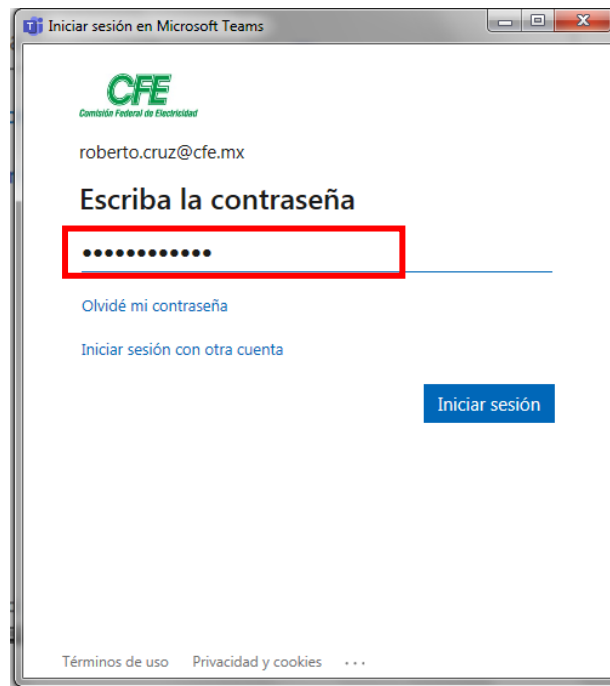 Iniciar sesión en Microsoft Teams
CFE
Comisión Federal de Electricidad
roberto.cruz@cfe.mx
Escriba la contraseña
••••••••••••
Olvidé mi contraseña
Iniciar sesión con otra cuenta
Iniciar sesión
Términos de uso Privacidad y cookies ...